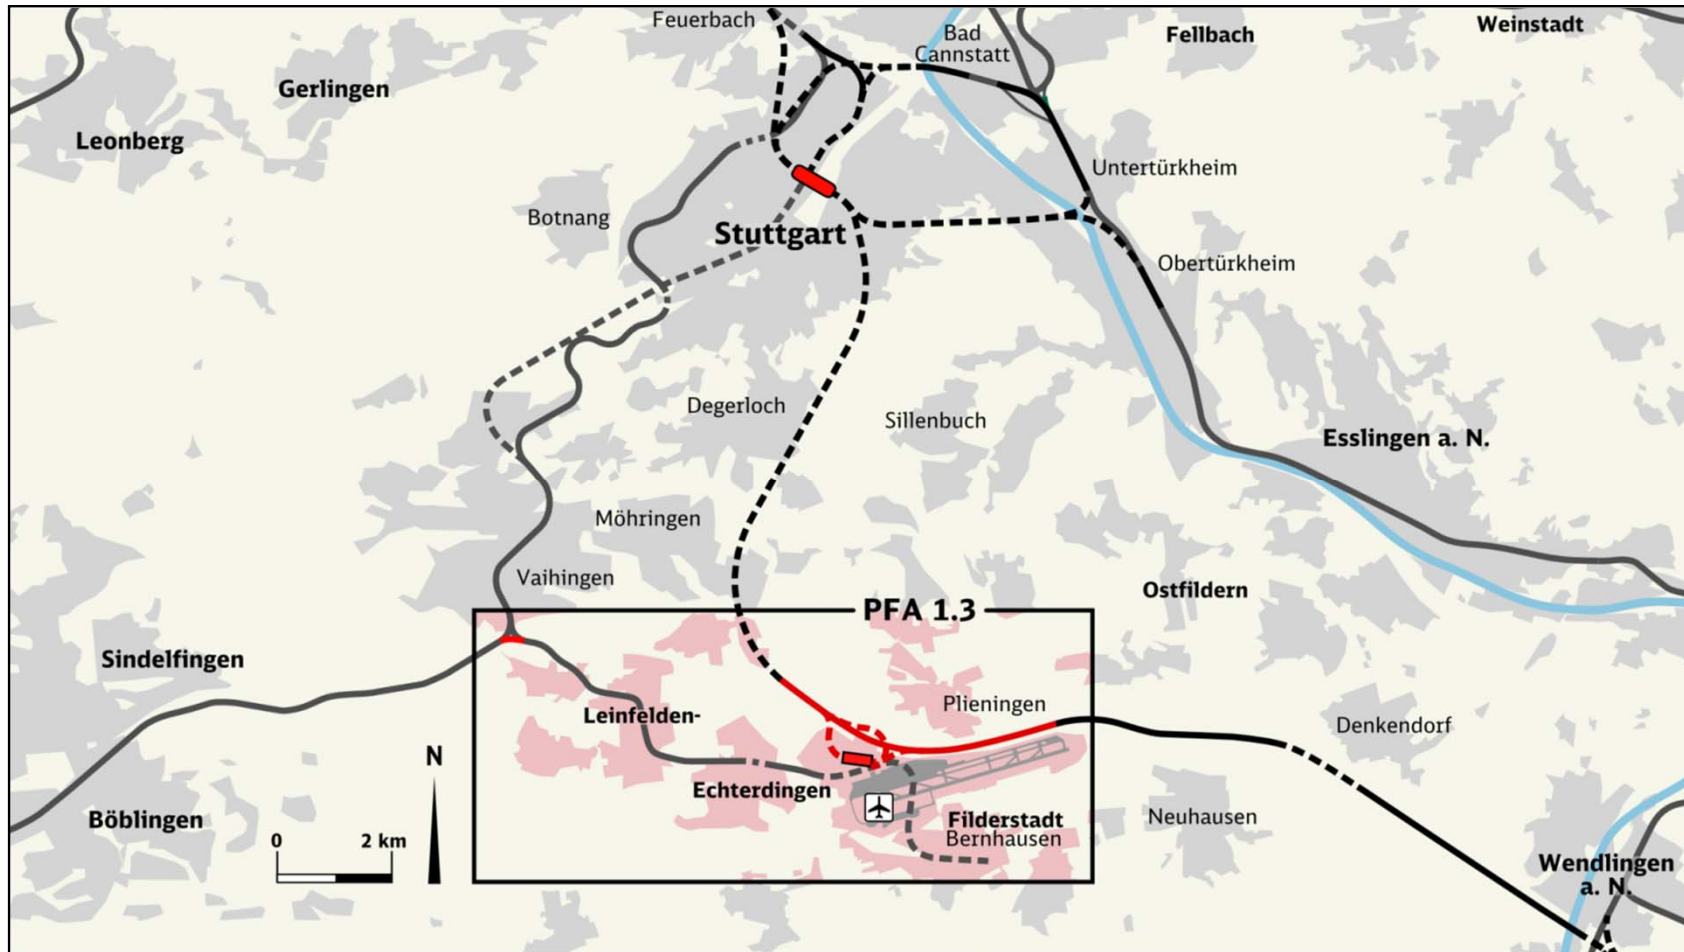 Feuerbach
Bad
Cannstatt
Fellbach
Weinstadt
Gerlingen
Leonberg
Untertürkheim
Botnang
Stuttgart
Obertürkheim
Degerloch
Sillenbuch
Esslingen a. N.
Möhringen
Vaihingen
Ostfildern
PFA 1.3
Sindelfingen
Leinfelden-
Plieningen
Denkendorf
N
Echterdingen
Böblingen
Filderstadt
Bernhausen
Neuhausen
0 2 km
Wendlingen
a. N.